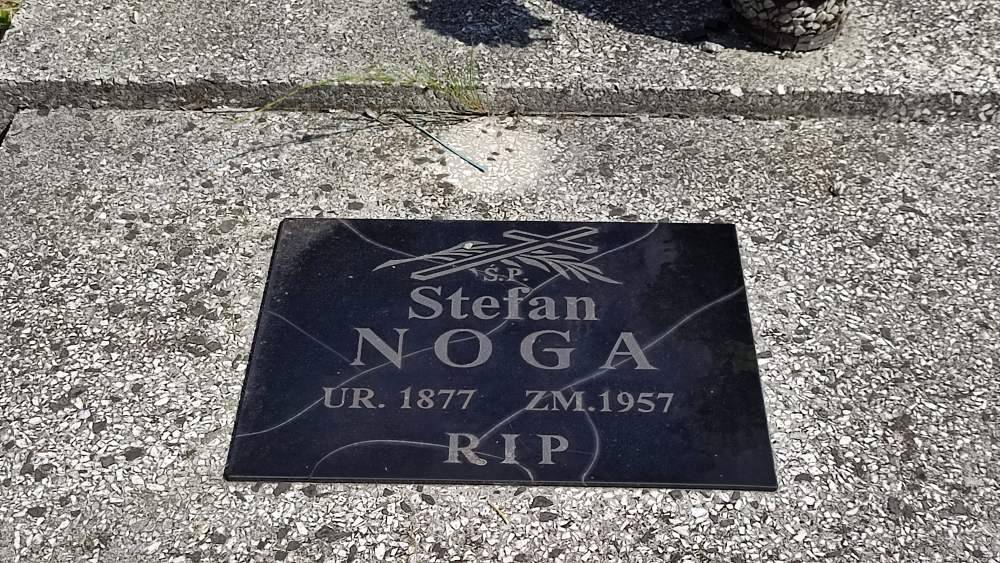 Ś.P.
Stefan
NOGA
UR. 1877 ZM.1957
RIP